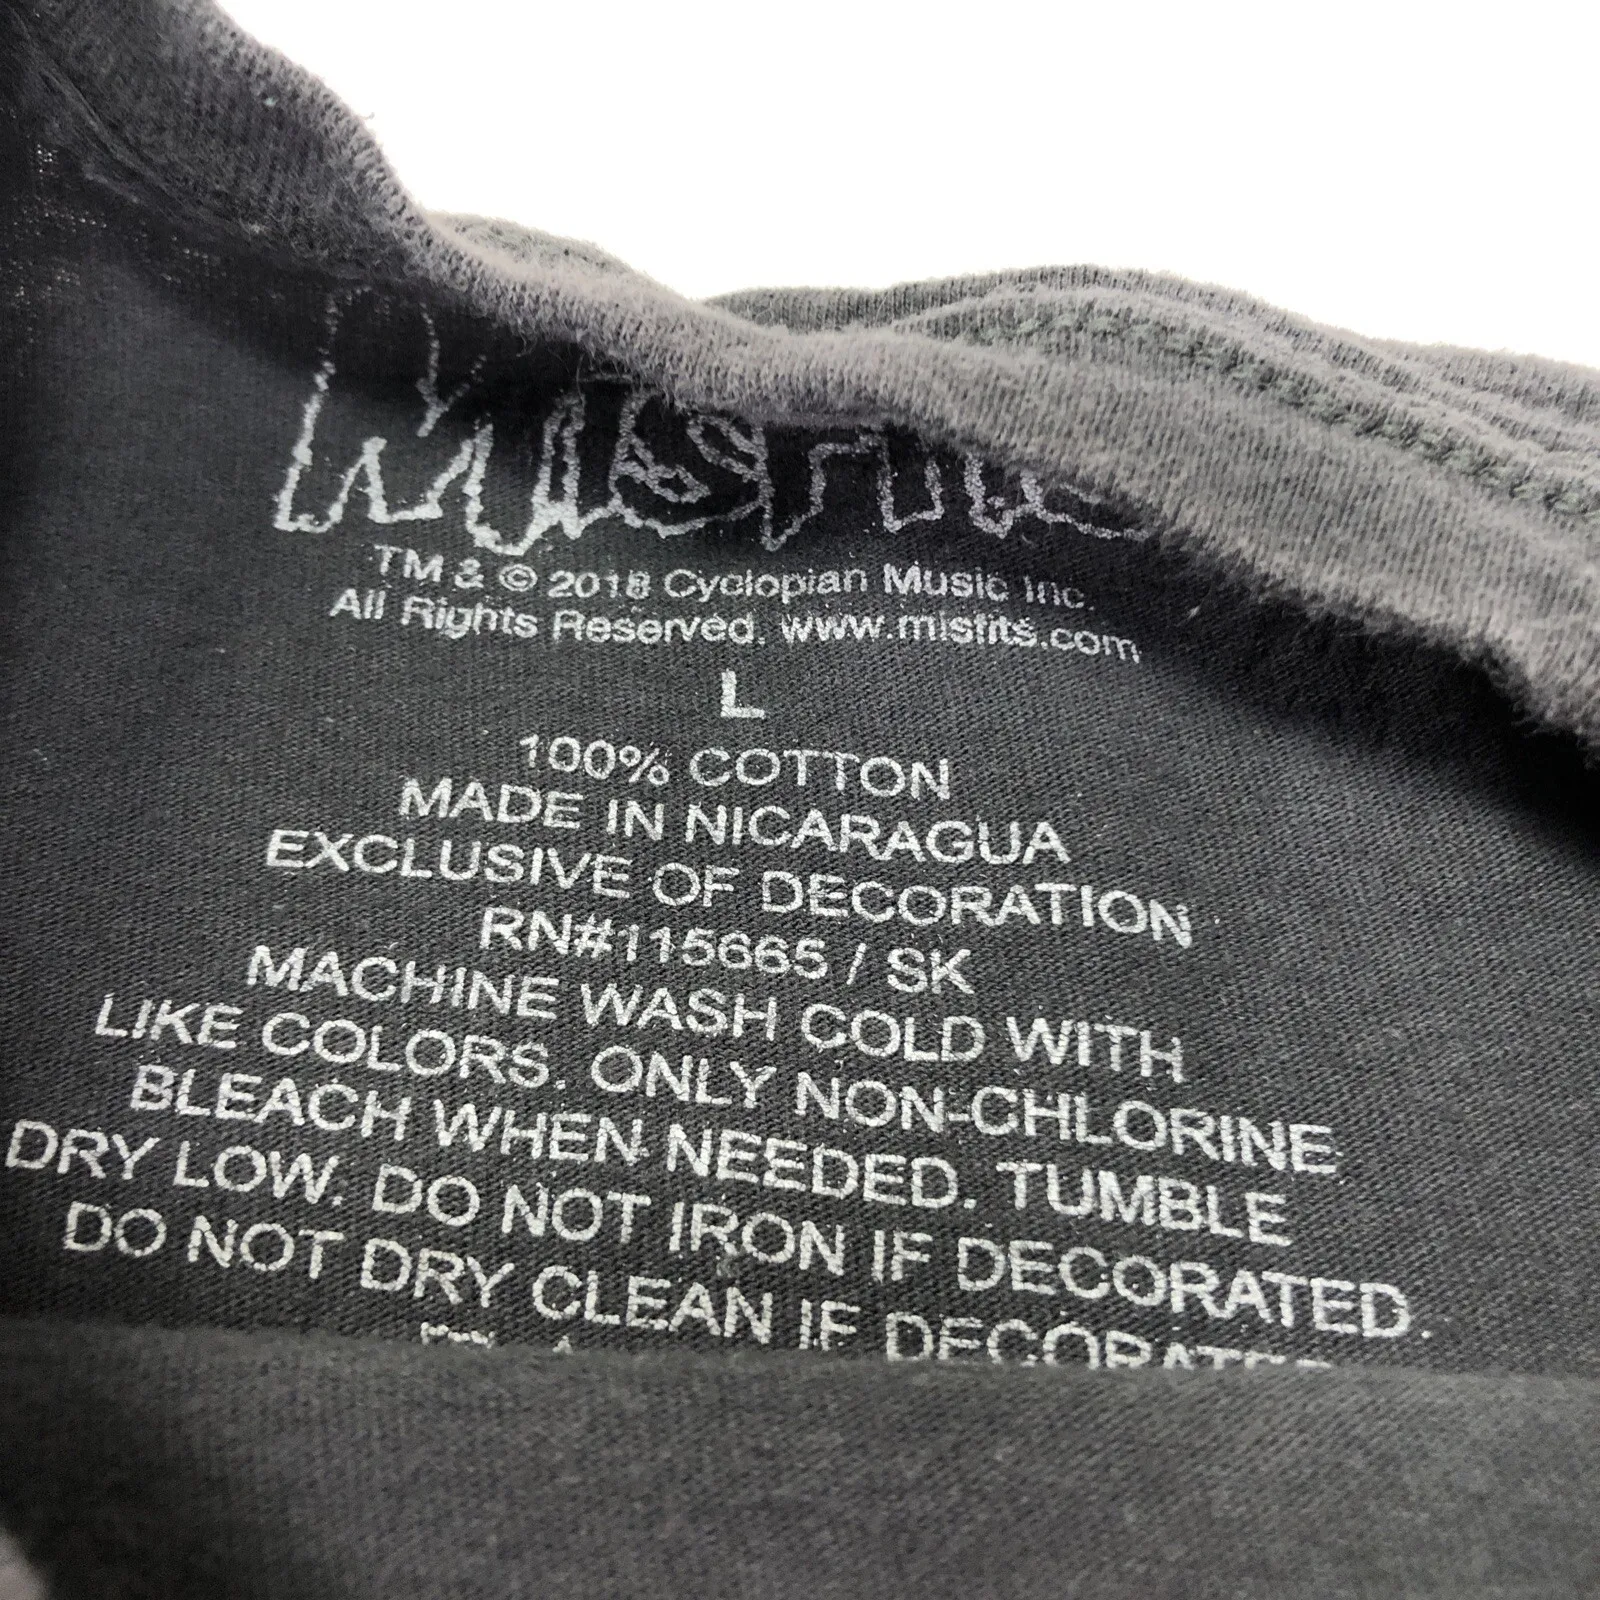 Misfits
TM & © 2018 Cyclopian Music Inc.
All Rights Reserved. www.misfits.com
L
100% COTTON
MADE IN NICARAGUA
EXCLUSIVE OF DECORATION
RN#115665 / SK
MACHINE WASH COLD WITH
LIKE COLORS. ONLY NON-CHLORINE
BLEACH WHEN NEEDED. TUMBLE
DRY LOW. DO NOT IRON IF DECORATED.
DO NOT DRY CLEAN IF